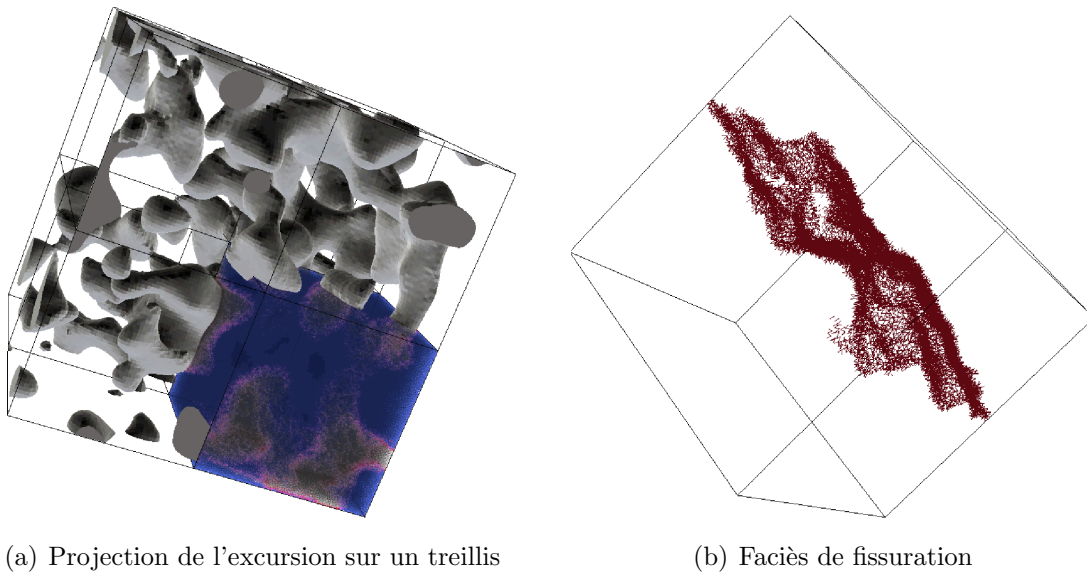 (a) Projection de l'excursion sur un treillis
(b) Faciès de fissuration